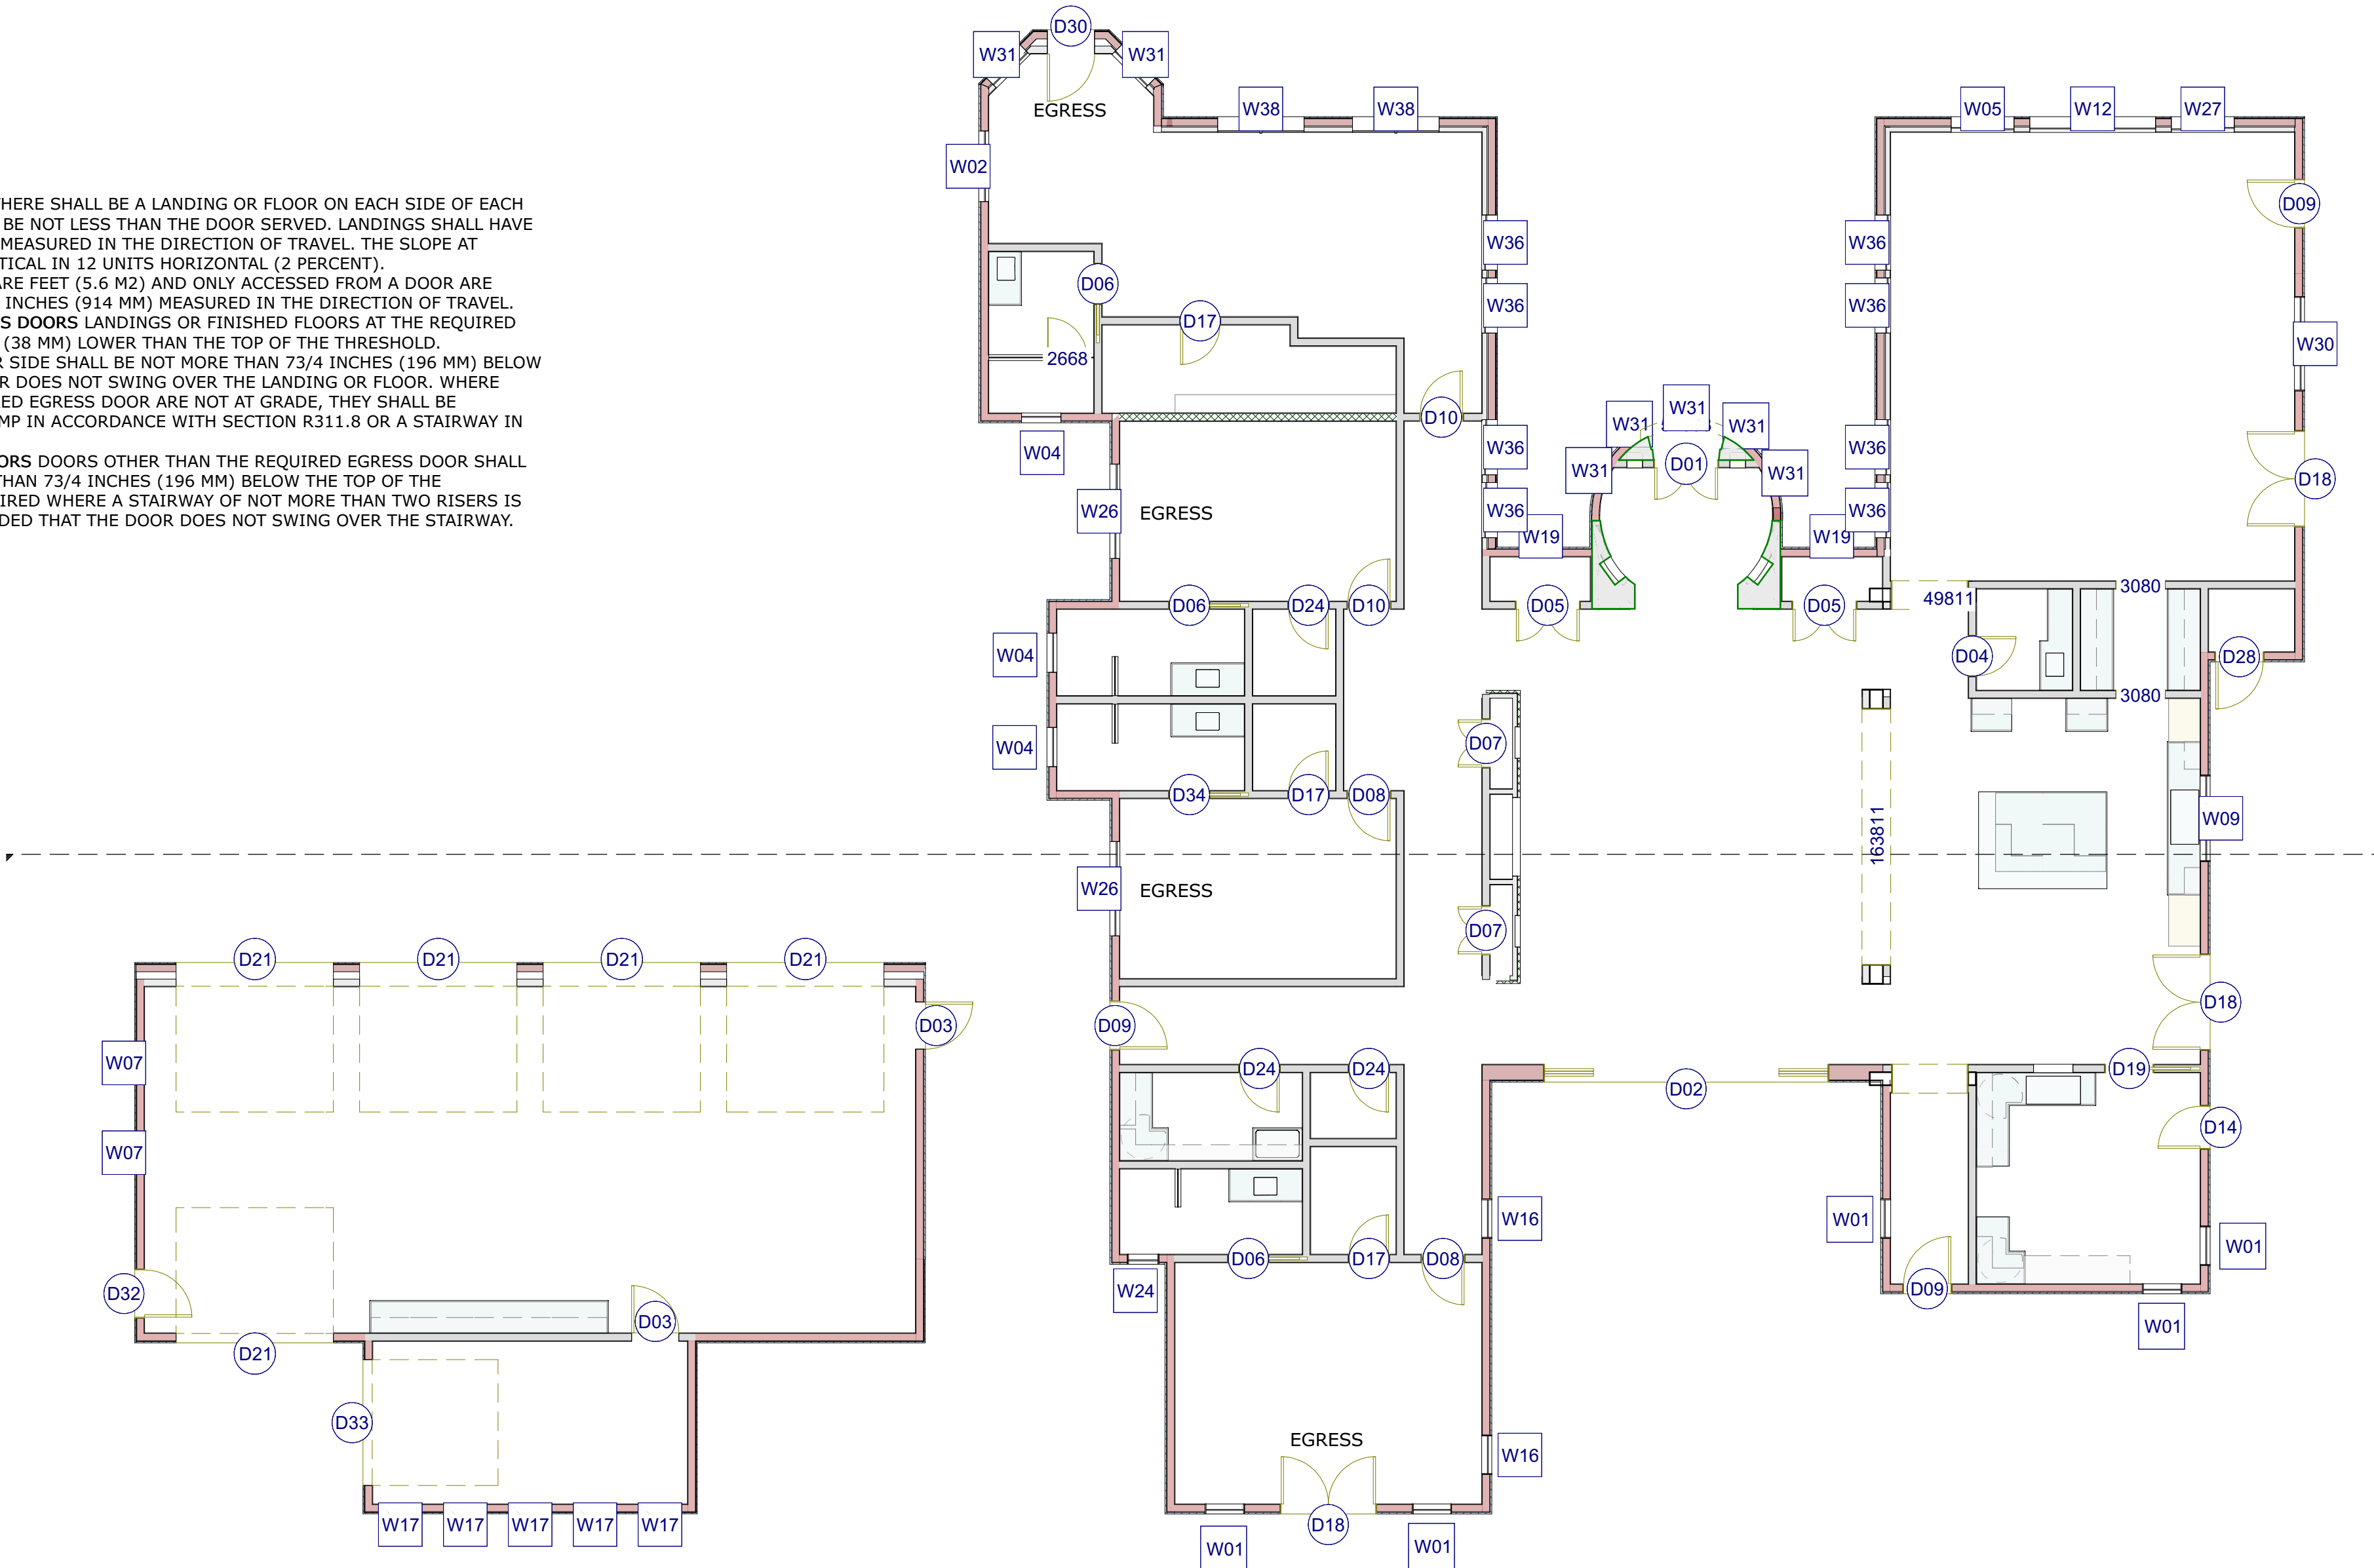 HERE SHALL BE A LANDING OR FLOOR ON EACH SIDE OF EACH
BE NOT LESS THAN THE DOOR SERVED. LANDINGS SHALL HAVE
MEASURED IN THE DIRECTION OF TRAVEL. THE SLOPE AT
TICAL IN 12 UNITS HORIZONTAL (2 PERCENT).
ARE FEET (5.6 M2) AND ONLY ACCESSED FROM A DOOR ARE
INCHES (914 MM) MEASURED IN THE DIRECTION OF TRAVEL.
S DOORS LANDINGS OR FINISHED FLOORS AT THE REQUIRED
(38 MM) LOWER THAN THE TOP OF THE THRESHOLD.
R SIDE SHALL BE NOT MORE THAN 73/4 INCHES (196 MM) BELOW
R DOES NOT SWING OVER THE LANDING OR FLOOR. WHERE
ED EGRESS DOOR ARE NOT AT GRADE, THEY SHALL BE
MP IN ACCORDANCE WITH SECTION R311.8 OR A STAIRWAY IN
ORS DOORS OTHER THAN THE REQUIRED EGRESS DOOR SHALL
THAN 73/4 INCHES (196 MM) BELOW THE TOP OF THE
IRED WHERE A STAIRWAY OF NOT MORE THAN TWO RISERS IS
DED THAT THE DOOR DOES NOT SWING OVER THE STAIRWAY.
D30
W31
W31
EGRESS
W38
W38
W05
W12
W27
W02
D09
W36
W36
D06
W36
W36
D17
W30
2668
D10
W31
W31
W31
W04
W36
W36
D01
W31
W31
D18
W26
EGRESS
W36
W36
W19
W19
3080
49811
D06
D24
D10
D05
D05
W04
D04
D28
3080
W04
D07
D34
D17
D08
163811
W09
W26
EGRESS
D07
D21
D21
D21
D21
D18
D03
D09
W07
D24
D24
D02
D19
D14
W07
W16
W01
W01
D06
D17
D08
D32
W24
D09
D03
W01
D21
D33
EGRESS
W16
W17
W17
W17
W17
W17
D18
W01
W01